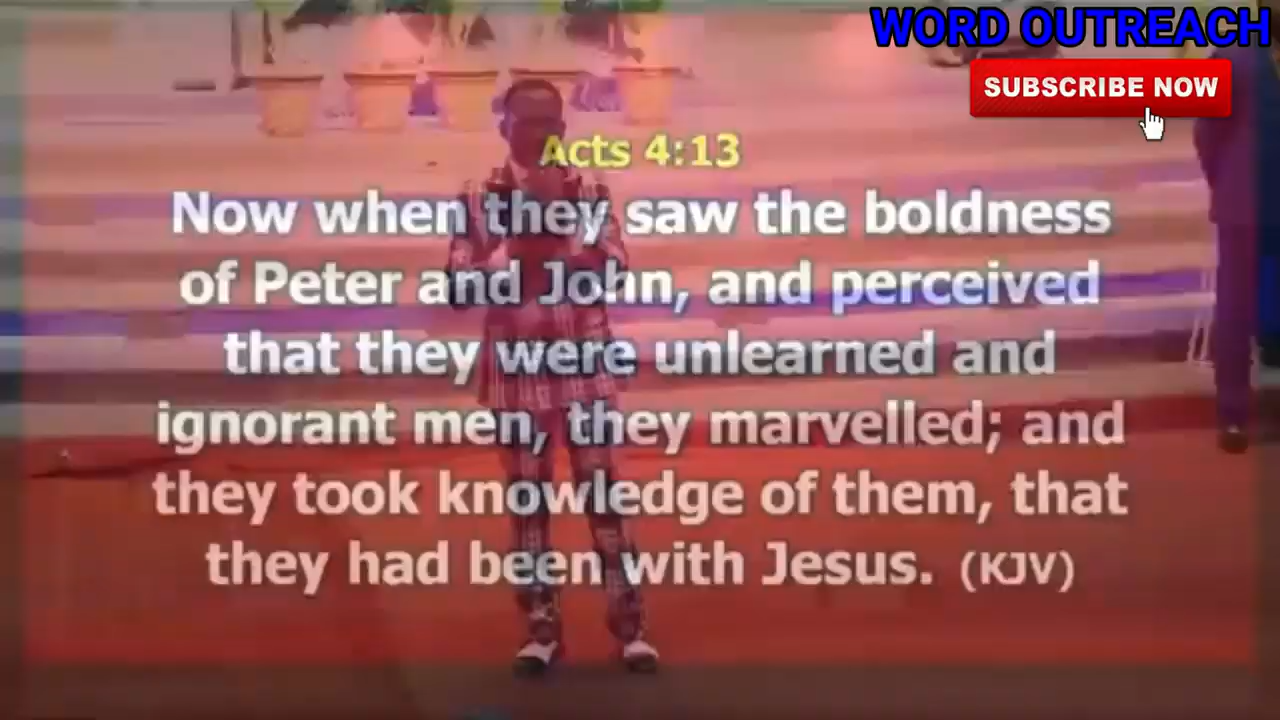 WORD OUTREACH
SUBSCRIBE NOW
Acts 4:13
Now when they saw the boldness
of Peter and John, and perceived
that they were unlearned and
ignorant men, they marvelled; and
they took knowledge of them, that
they had been with Jesus. (KJV)